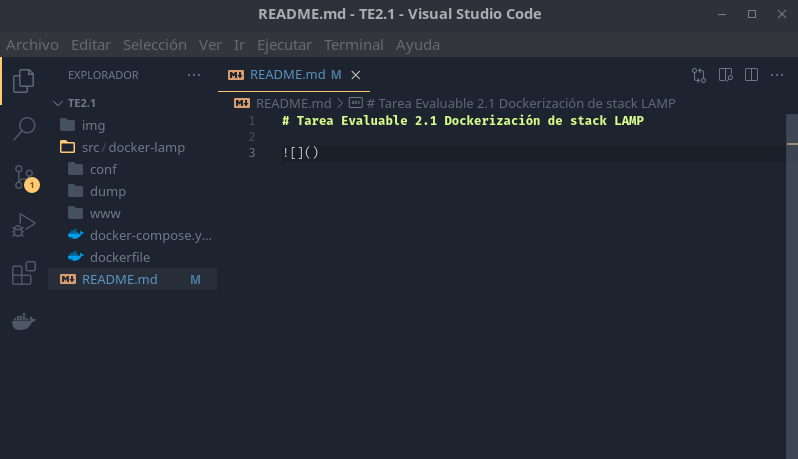 README.md - TE2.1 - Visual Studio Code
Archivo Editar Selección Ver Ir Ejecutar Terminal Ayuda
EXPLORADOR ···
TE2.1
img
src / docker-lamp
conf
dump
www
docker-compose.y...
dockerfile
README.md M
1
README.md M
README.md > # Tarea Evaluable 2.1 Dockerización de stack LAMP
1 # Tarea Evaluable 2.1 Dockerización de stack LAMP
2
3 ![]()